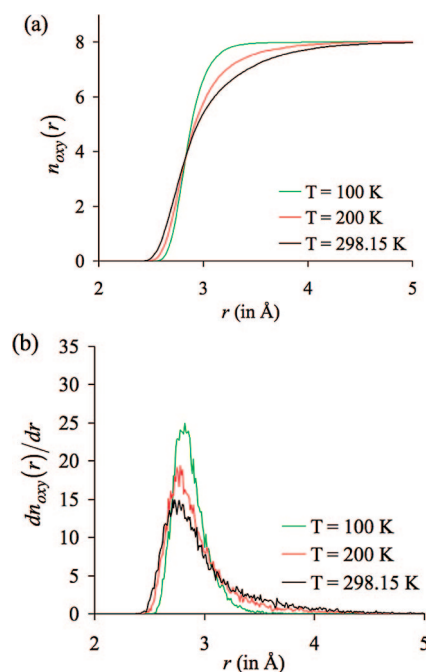 (a)
10
8
6
4
2
0
n_oxy(r)
T = 100 K
T = 200 K
T = 298.15 K
2 3 4 5
r (in Å)
(b)
35
30
25
20
15
10
5
0
dn_oxy(r)/dr
T = 100 K
T = 200 K
T = 298.15 K
2 3 4 5
r (in Å)